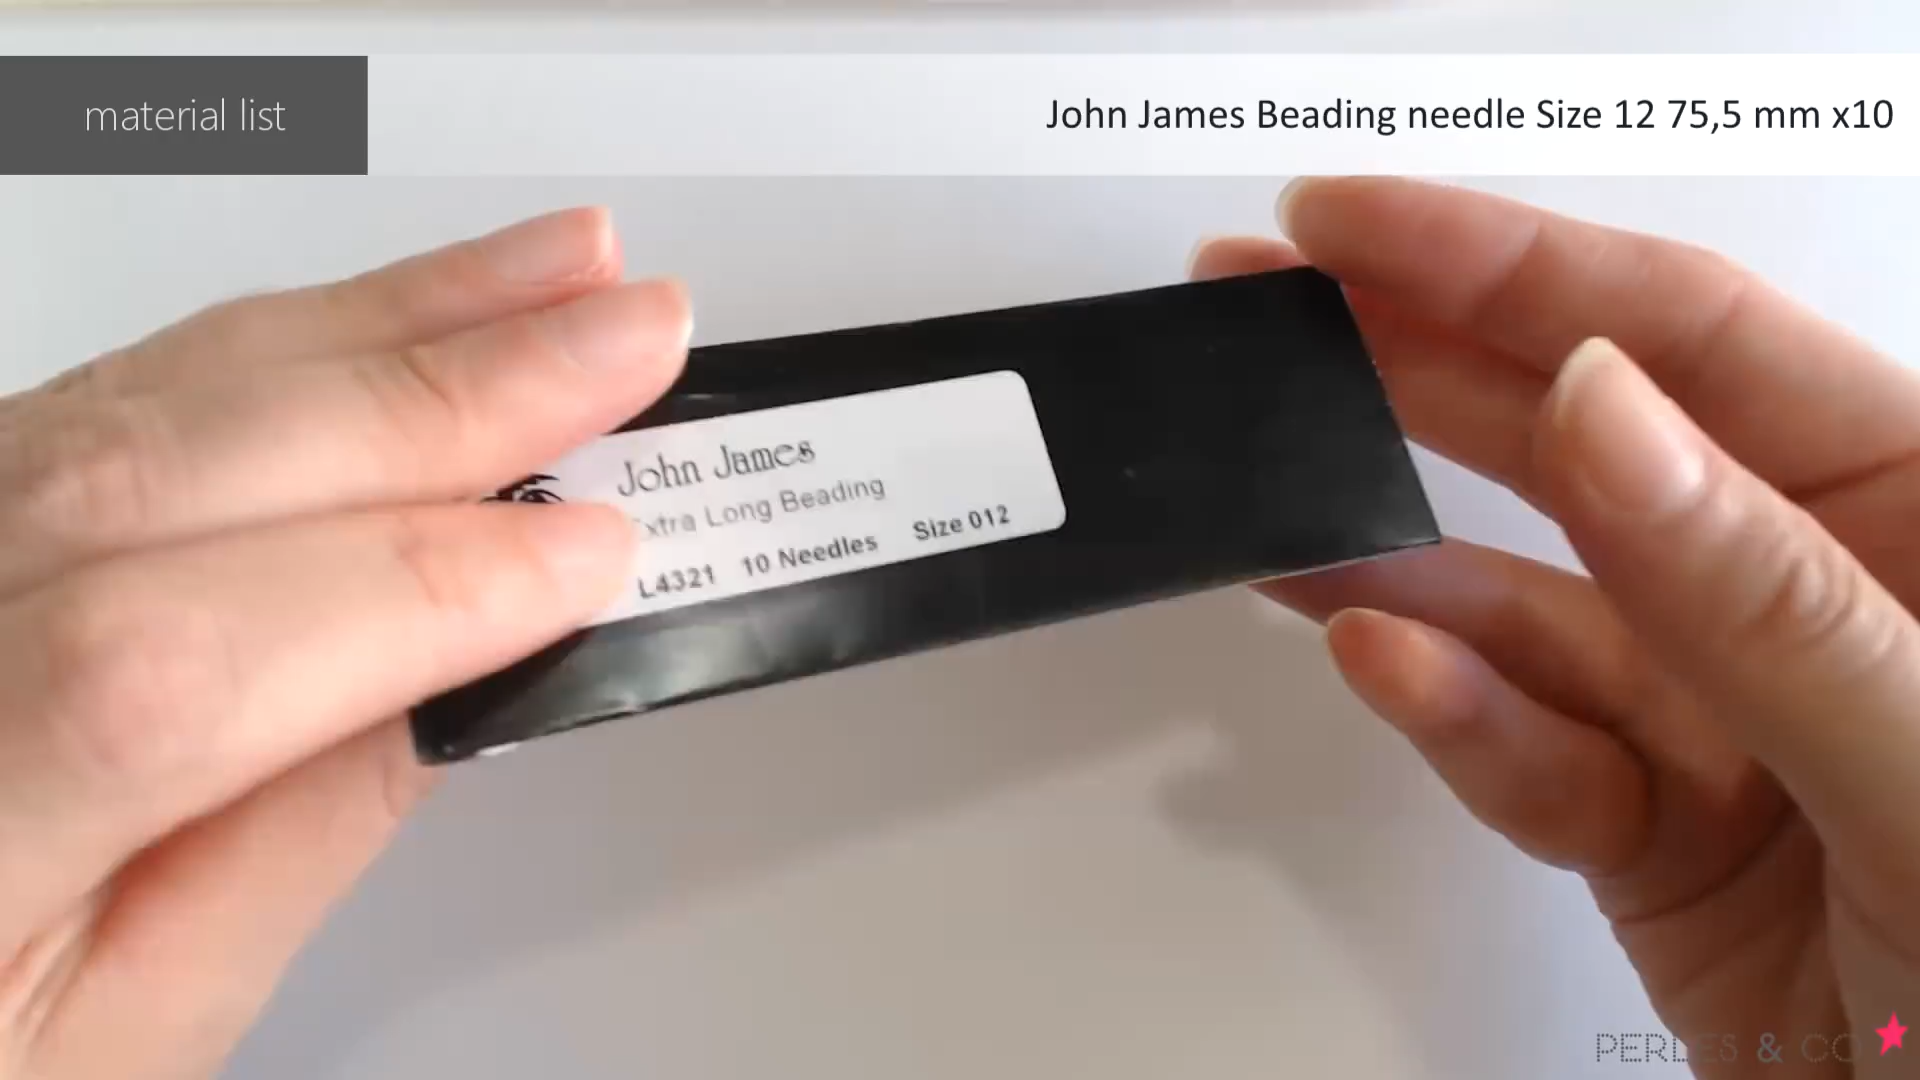 material list
John James Beading needle Size 12 75,5 mm x10
John James
Extra Long Beading
L4321 10 Needles Size 012
PERLES & CO